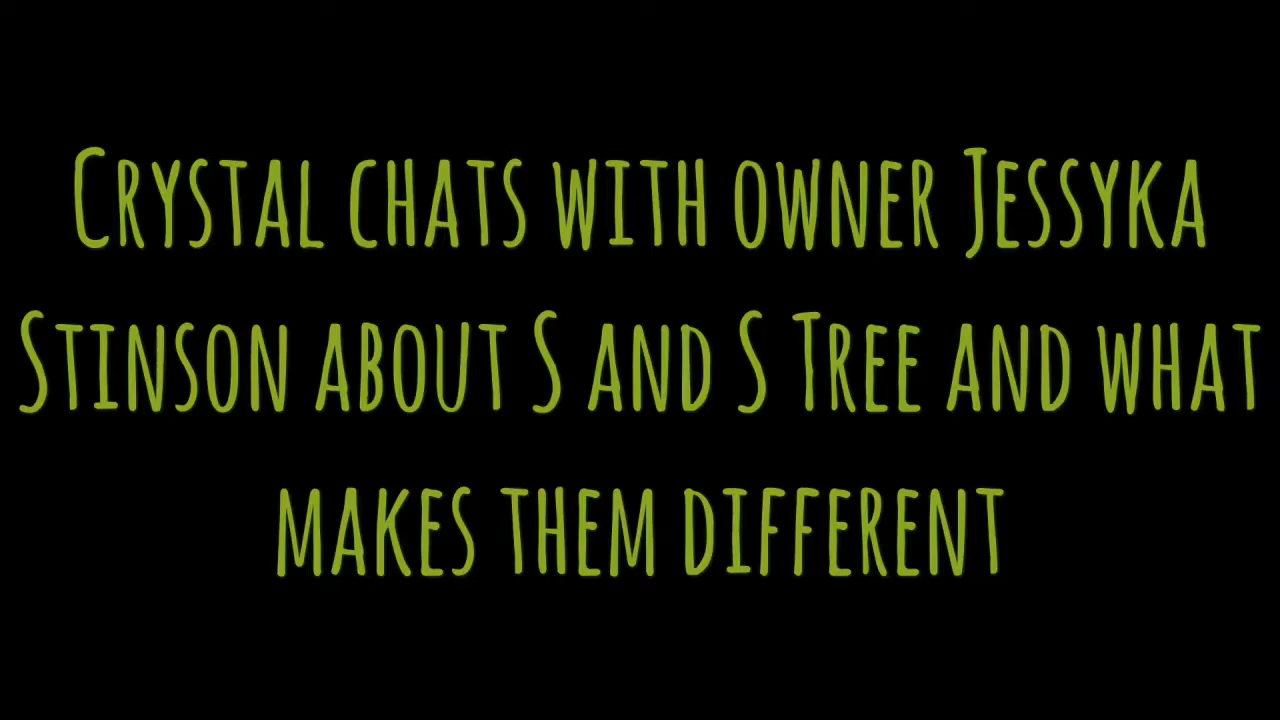 Crystal chats with owner Jessyka
Stinson about S and S Tree and what
makes them different